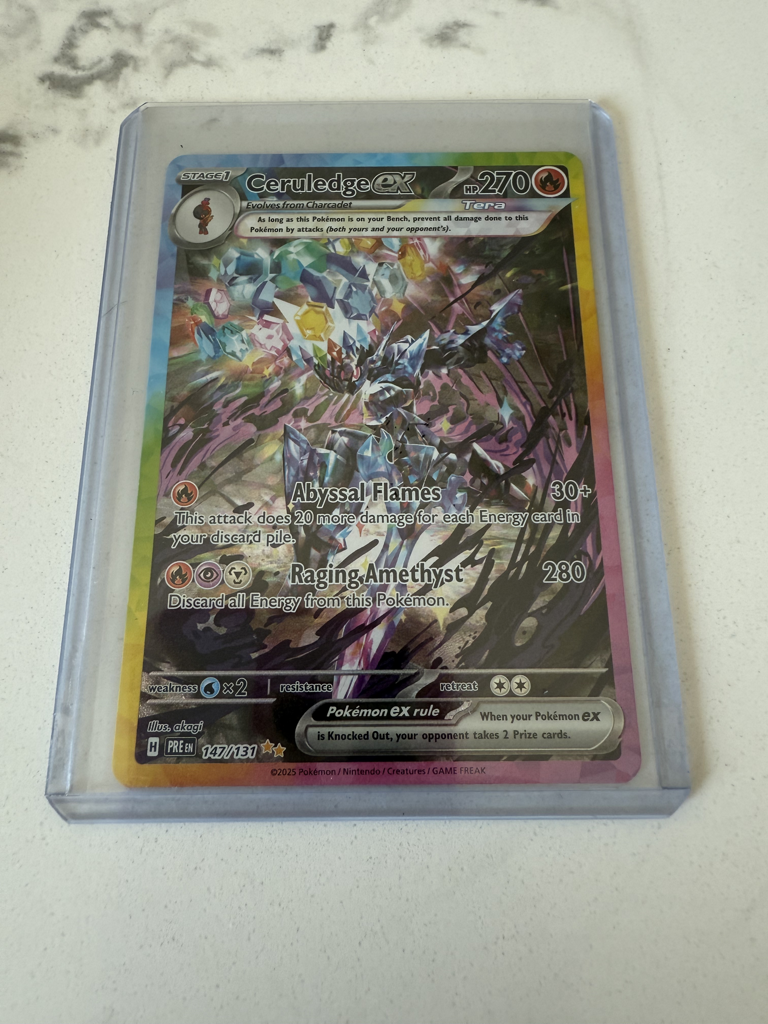 STAGE1
Ceruledge ex HP 270
Evolves from Charcadet Tera
As long as this Pokémon is on your Bench, prevent all damage done to this
Pokémon by attacks (both yours and your opponent's).
Abyssal Flames 30+
This attack does 20 more damage for each Energy card in
your discard pile.
Raging Amethyst 280
Discard all Energy from this Pokémon.
weakness ×2 resistance retreat
Pokémon ex rule When your Pokémon ex
is Knocked Out, your opponent takes 2 Prize cards.
Illus. akagi
H PRE EN 147/131
©2025 Pokémon / Nintendo / Creatures / GAME FREAK